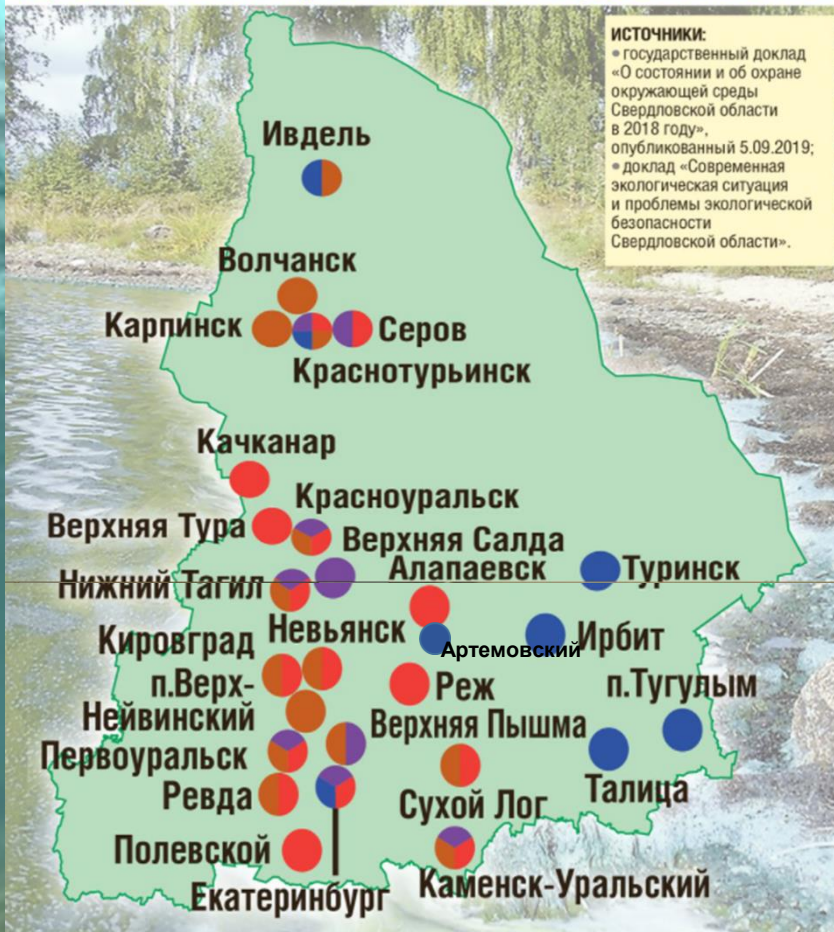 ИСТОЧНИКИ:
• государственный доклад
«О состоянии и об охране
окружающей среды
Свердловской области
в 2018 году»,
опубликованный 5.09.2019;
• доклад «Современная
экологическая ситуация
и проблемы экологической
безопасности
Свердловской области».
Ивдель
Волчанск
Карпинск
Серов
Краснотурьинск
Качканар
Красноуральск
Верхняя Тура
Верхняя Салда
Алапаевск
Туринск
Нижний Тагил
Кировград
Невьянск
Артемовский
Ирбит
п.Верх-
Нейвинский
Реж
п.Тугулым
Верхняя Пышма
Первоуральск
Ревда
Сухой Лог
Талица
Полевской
Екатеринбург
Каменск-Уральский